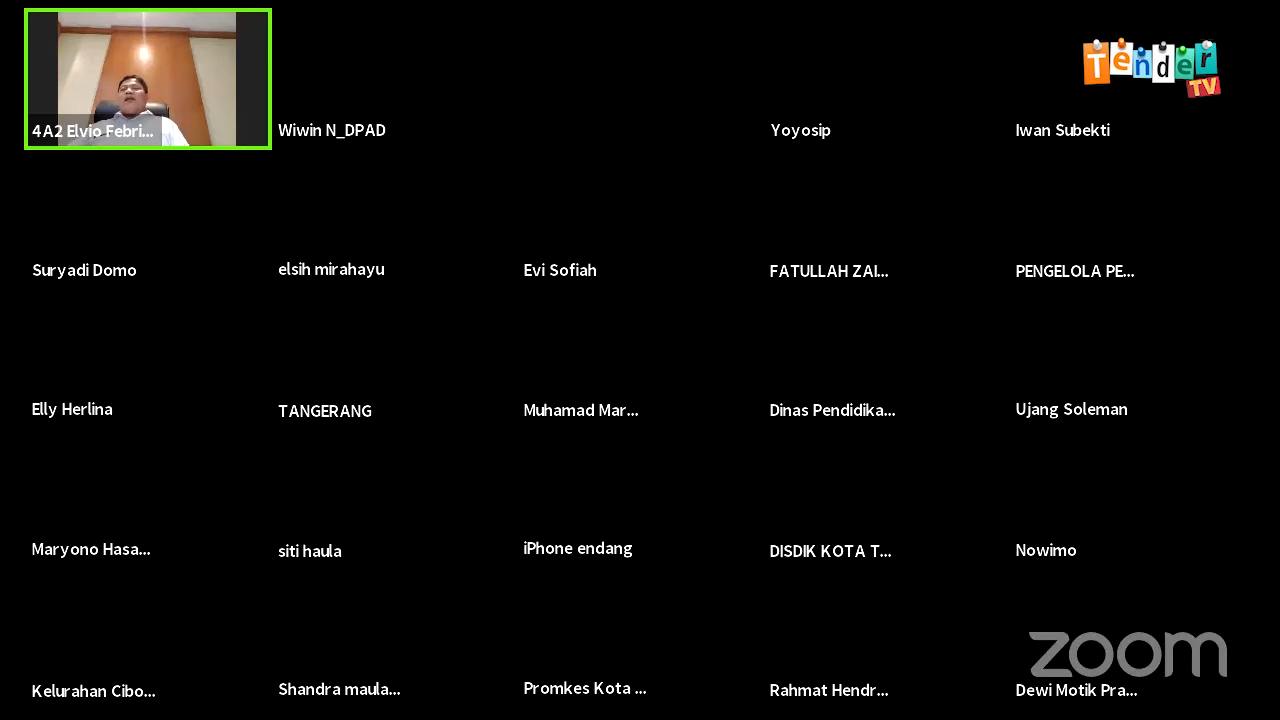 Tender
TV
4 A2 Elvio Febri...
Wiwin N_DPAD
Yoyosip
Iwan Subekti
Suryadi Domo
elsih mirahayu
Evi Sofiah
FATULLAH ZAI...
PENGELOLA PE...
Elly Herlina
TANGERANG
Muhamad Mar...
Dinas Pendidika...
Ujang Soleman
Maryono Hasa...
siti haula
iPhone endang
DISDIK KOTA T...
Nowimo
zoom
Kelurahan Cibo...
Shandra maula...
Promkes Kota ...
Rahmat Hendr...
Dewi Motik Pra...